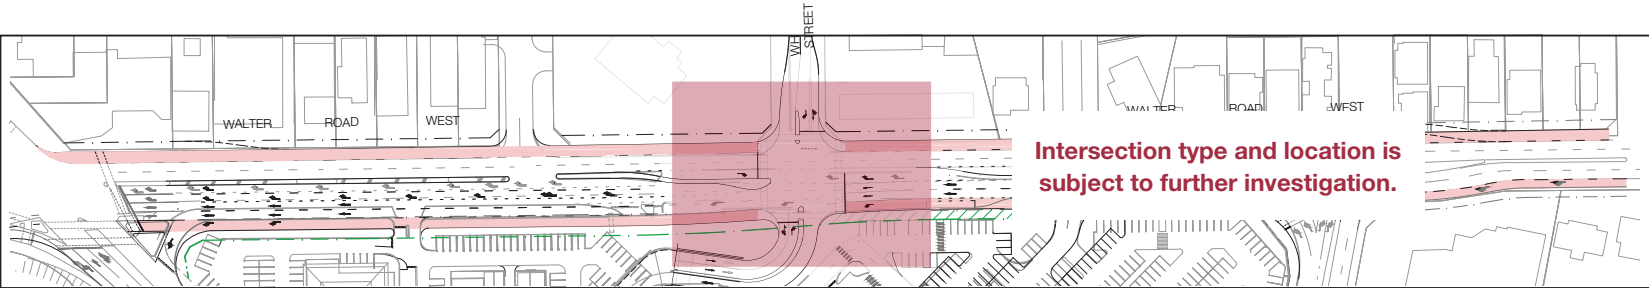 STREET
WALTER ROAD WEST
WALTER ROAD WEST
Intersection type and location is
subject to further investigation.